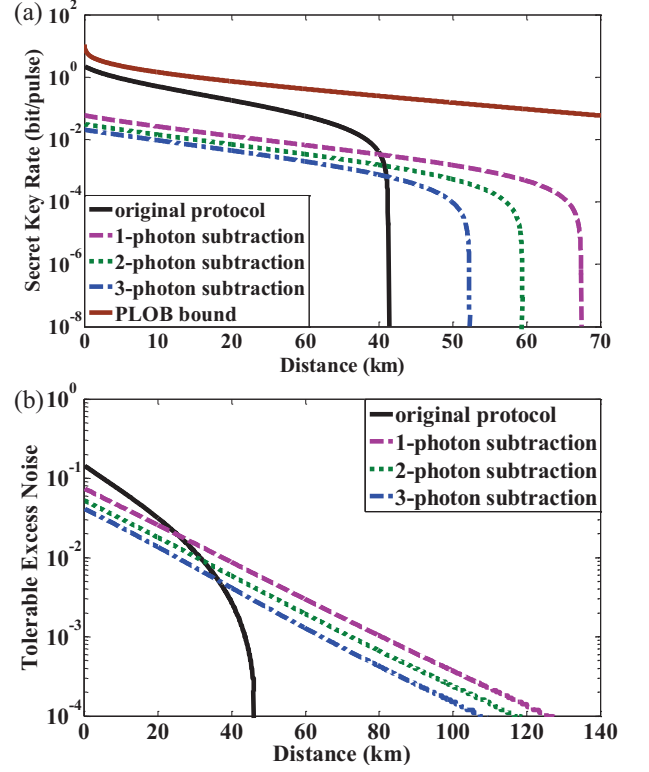 (a)
10^2
10^0
10^-2
10^-4
10^-6
10^-8
Secret Key Rate (bit/pulse)
original protocol
1-photon subtraction
2-photon subtraction
3-photon subtraction
PLOB bound
0 10 20 60 40 50 60 70
Distance (km)
(b)
10^0
10^-1
10^-2
10^-3
10^-4
Tolerable Excess Noise
original protocol
1-photon subtraction
2-photon subtraction
3-photon subtraction
0 20 40 60 80 100 120 140
Distance (km)